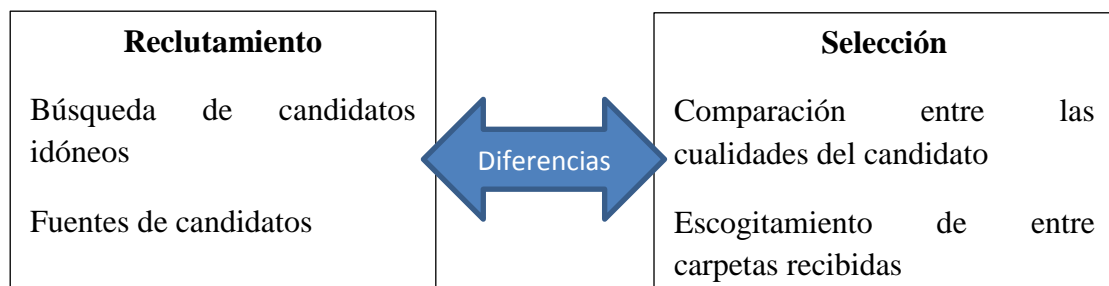 Reclutamiento
Búsqueda de candidatos
idóneos
Fuentes de candidatos
Diferencias
Selección
Comparación entre las
cualidades del candidato
Escogitamiento de entre
carpetas recibidas